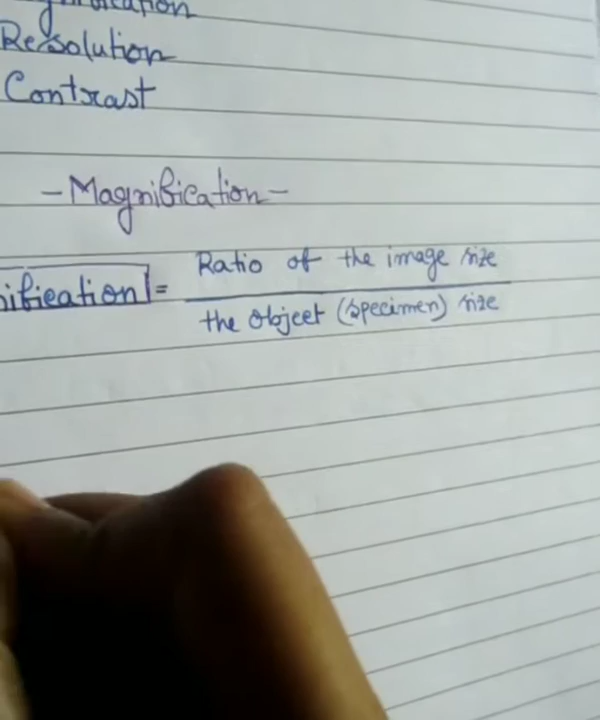 Resolution
Contrast
-Magnification-
ification = Ratio of the image size
the Object (specimen) size